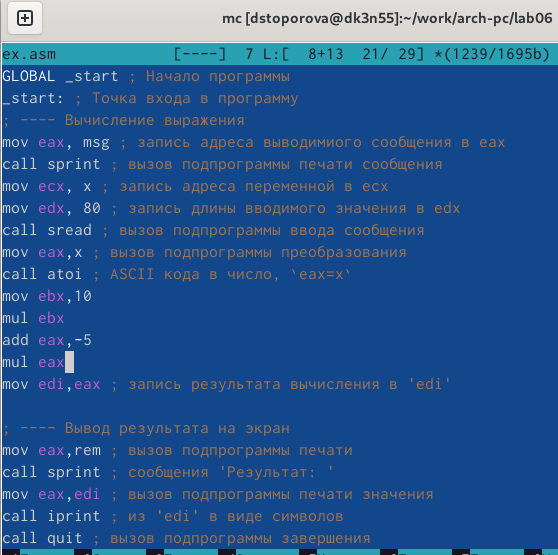 mc [dstoporova@dk3n55]:~/work/arch-pc/lab06
ex.asm [----] 7 L:[ 8+13 21/ 29] *(1239/1695b)
GLOBAL _start ; Начало программы
_start: ; Точка входа в программу
; ---- Вычисление выражения
mov eax, msg ; запись адреса выводимиого сообщения в eax
call sprint ; вызов подпрограммы печати сообщения
mov ecx, x ; запись адреса переменной в ecx
mov edx, 80 ; запись длины вводимого значения в edx
call sread ; вызов подпрограммы ввода сообщения
mov eax,x ; вызов подпрограммы преобразования
call atoi ; ASCII кода в число, `eax=x`
mov ebx,10
mul ebx
add eax,-5
mul eax
mov edi,eax ; запись результата вычисления в 'edi'
; ---- Вывод результата на экран
mov eax,rem ; вызов подпрограммы печати
call sprint ; сообщения 'Результат: '
mov eax,edi ; вызов подпрограммы печати значения
call iprint ; из 'edi' в виде символов
call quit ; вызов подпрограммы завершения